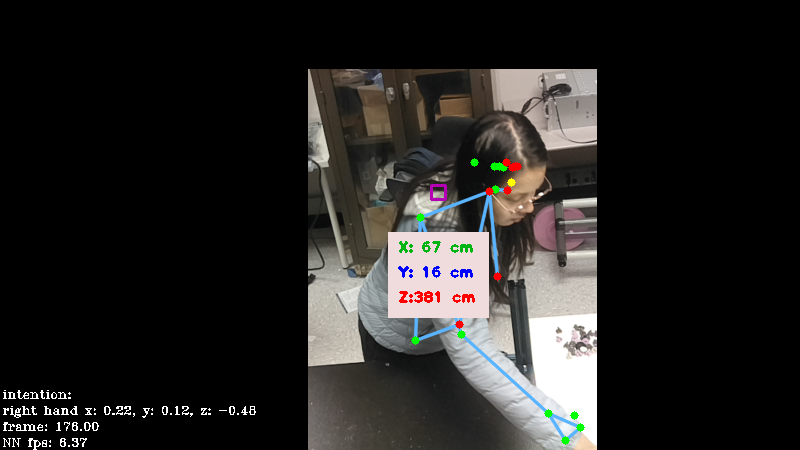 X: 67 cm
Y: 16 cm
Z:381 cm
intention:
right hand x: 0.22, y: 0.12, z: -0.48
frame: 176.00
NN fps: 6.37